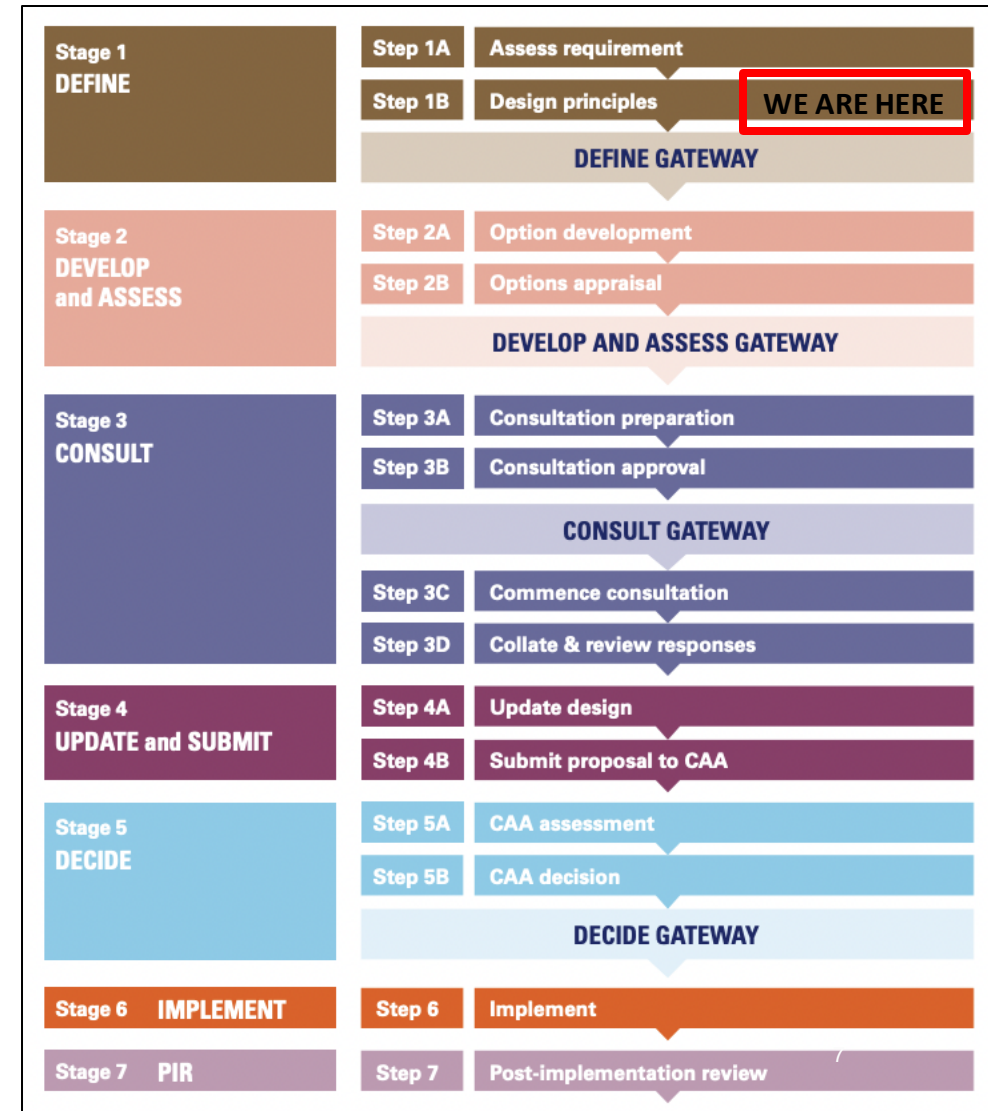 Stage 1
DEFINE
Step 1A Assess requirement
Step 1B Design principles WE ARE HERE
DEFINE GATEWAY
Stage 2
DEVELOP
and ASSESS
Step 2A Option development
Step 2B Options appraisal
DEVELOP AND ASSESS GATEWAY
Stage 3
CONSULT
Step 3A Consultation preparation
Step 3B Consultation approval
CONSULT GATEWAY
Step 3C Commence consultation
Step 3D Collate & review responses
Stage 4
UPDATE and SUBMIT
Step 4A Update design
Step 4B Submit proposal to CAA
Stage 5
DECIDE
Step 5A CAA assessment
Step 5B CAA decision
DECIDE GATEWAY
Stage 6 IMPLEMENT Step 6 Implement
Stage 7 PIR Step 7 Post-implementation review
7